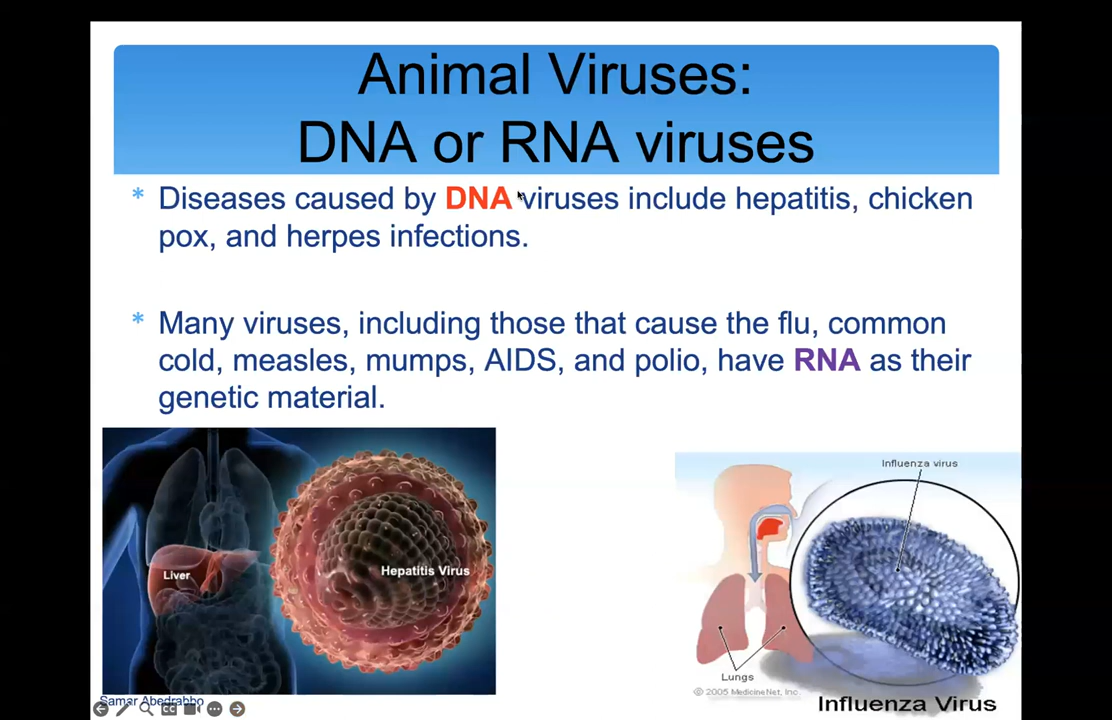 Animal Viruses:
DNA or RNA viruses
* Diseases caused by DNA viruses include hepatitis, chicken
pox, and herpes infections.
* Many viruses, including those that cause the flu, common
cold, measles, mumps, AIDS, and polio, have RNA as their
genetic material.
Liver
Hepatitis Virus
Influenza virus
Lungs
© 2005 MedicineNet, Inc.
Influenza Virus
Samar Abedrabbo
CC